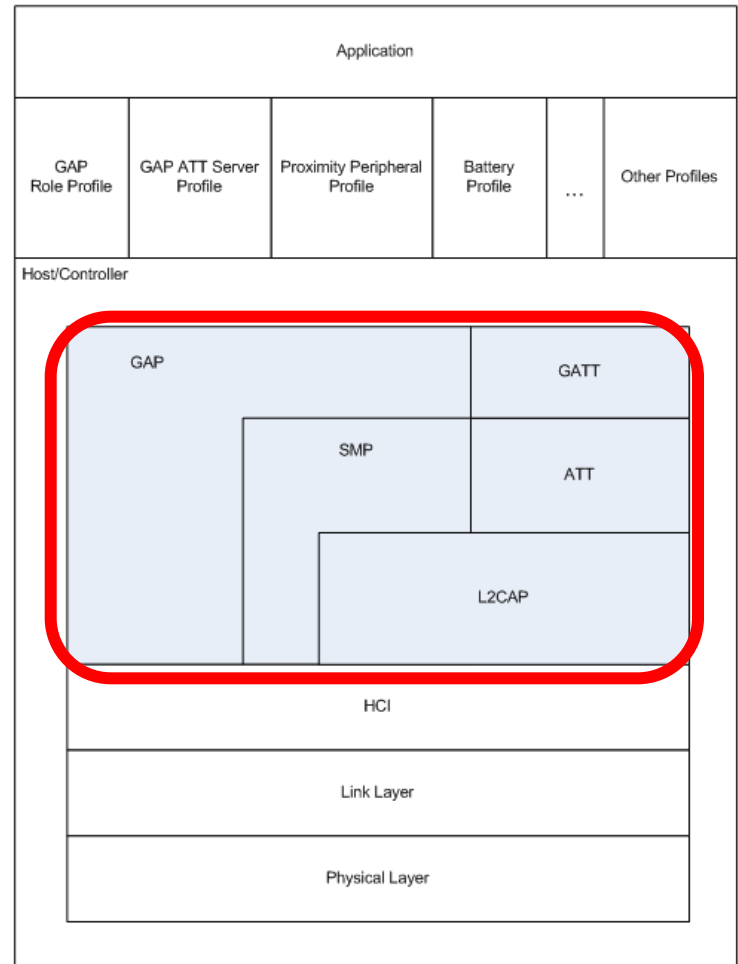 Application
GAP
Role Profile
GAP ATT Server
Profile
Proximity Peripheral
Profile
Battery
Profile
...
Other Profiles
Host/Controller
GAP
GATT
SMP
ATT
L2CAP
HCI
Link Layer
Physical Layer